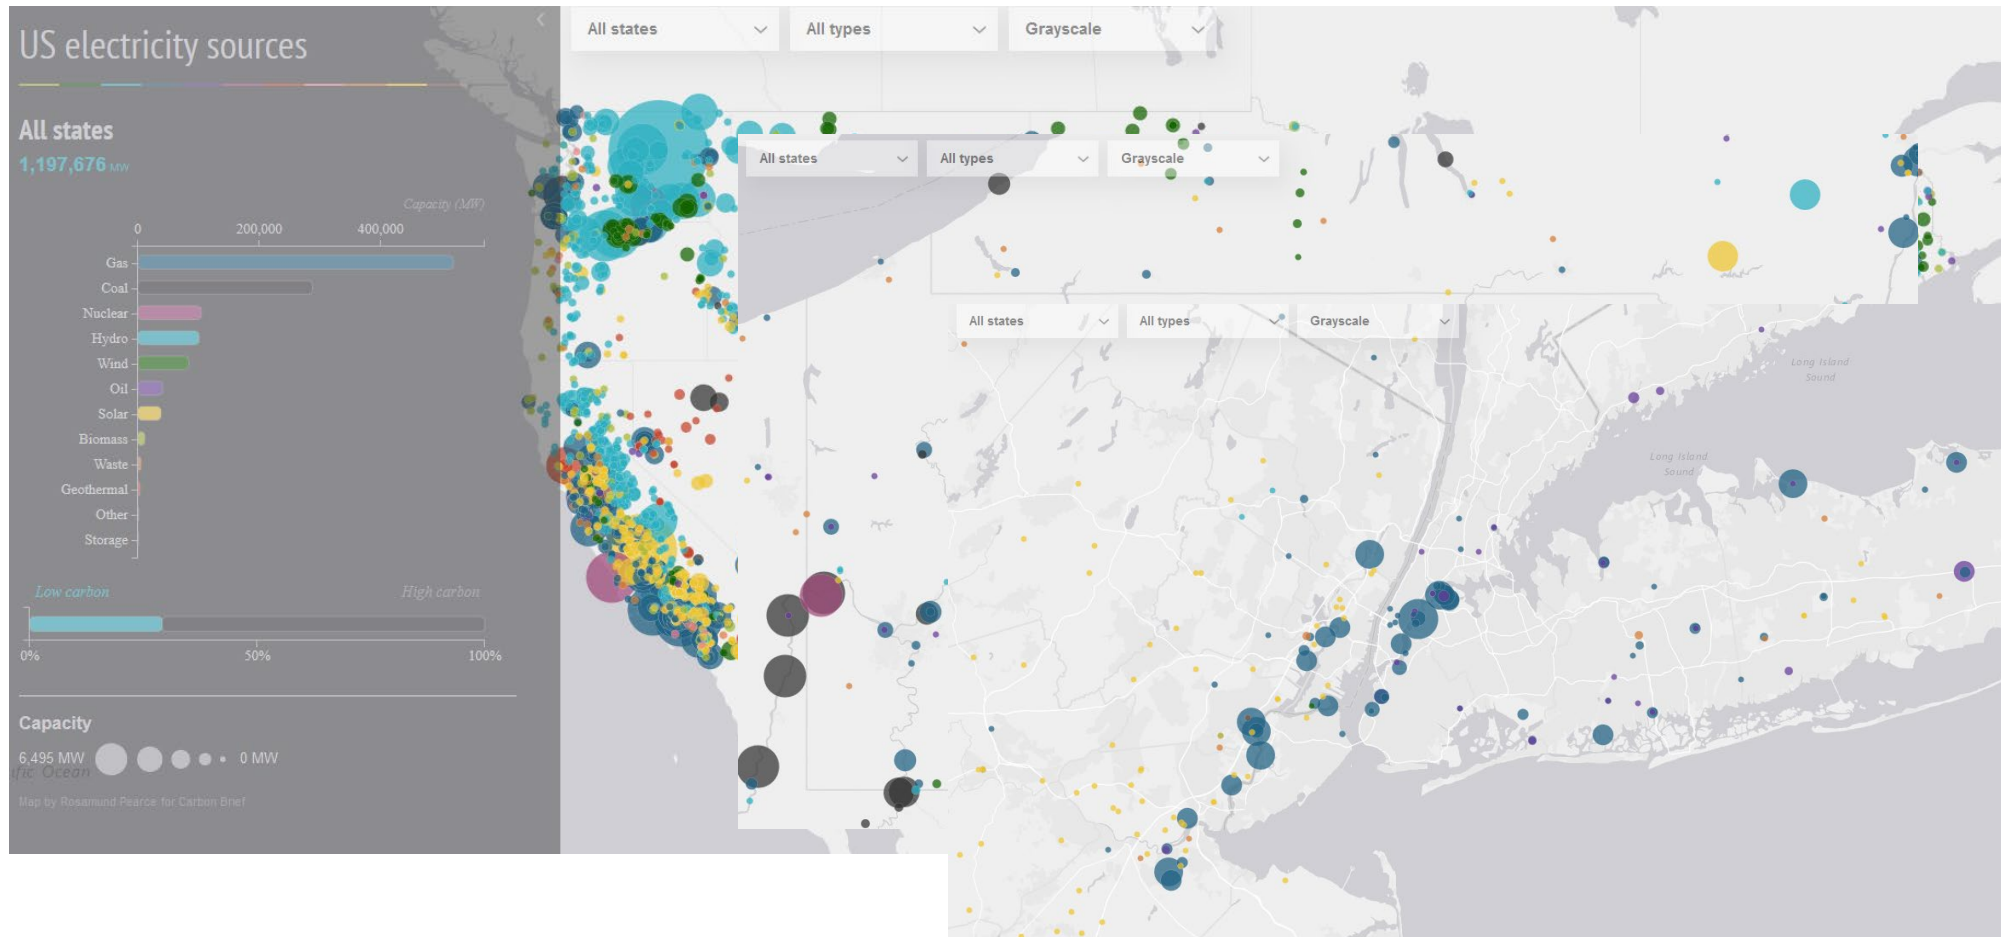 US electricity sources
All states
1,197,676 MW
Capacity (MW)
0 200,000 400,000
Gas
Coal
Nuclear
Hydro
Wind
Oil
Solar
Biomass
Waste
Geothermal
Other
Storage
Low carbon High carbon
0% 50% 100%
Capacity
6,495 MW 0 MW
ific Ocean
Map by Rosamund Pearce for Carbon Brief
All states All types Grayscale
All states All types Grayscale
All states All types Grayscale
Long Island
Sound
Long Island
Sound